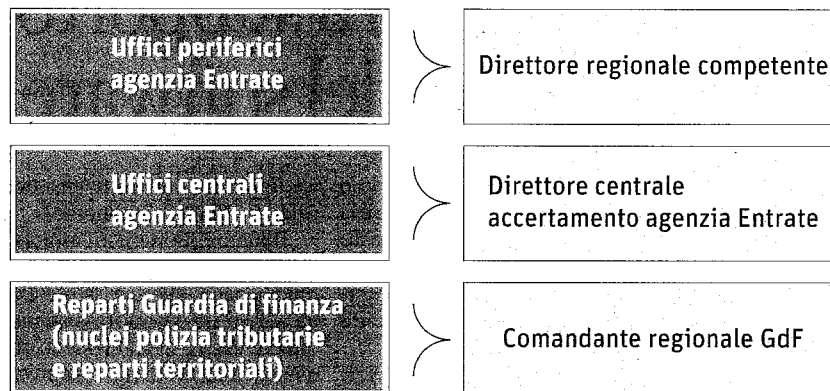 Uffici periferici
agenzia Entrate
Direttore regionale competente
Uffici centrali
agenzia Entrate
Direttore centrale
accertamento agenzia Entrate
Reparti Guardia di finanza
(nuclei polizia tributarie
e reparti territoriali)
Comandante regionale GdF